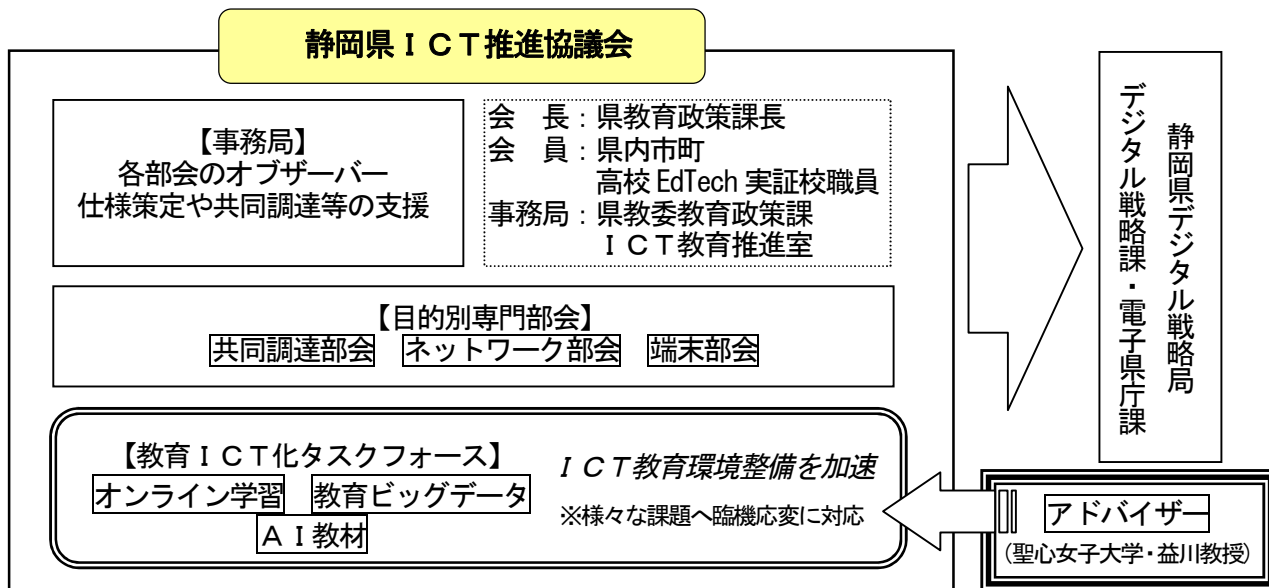 静岡県ＩＣＴ推進協議会
【事務局】
各部会のオブザーバー
仕様策定や共同調達等の支援
会　長：県教育政策課長
会　員：県内市町
高校 EdTech 実証校職員
事務局：県教委教育政策課
ＩＣＴ教育推進室
【目的別専門部会】
共同調達部会　ネットワーク部会　端末部会
【教育ＩＣＴ化タスクフォース】
オンライン学習　教育ビッグデータ
ＡＩ教材
ＩＣＴ教育環境整備を加速
※様々な課題へ臨機応変に対応
静岡県デジタル戦略局
デジタル戦略課・電子県庁課
アドバイザー
(聖心女子大学・益川教授)